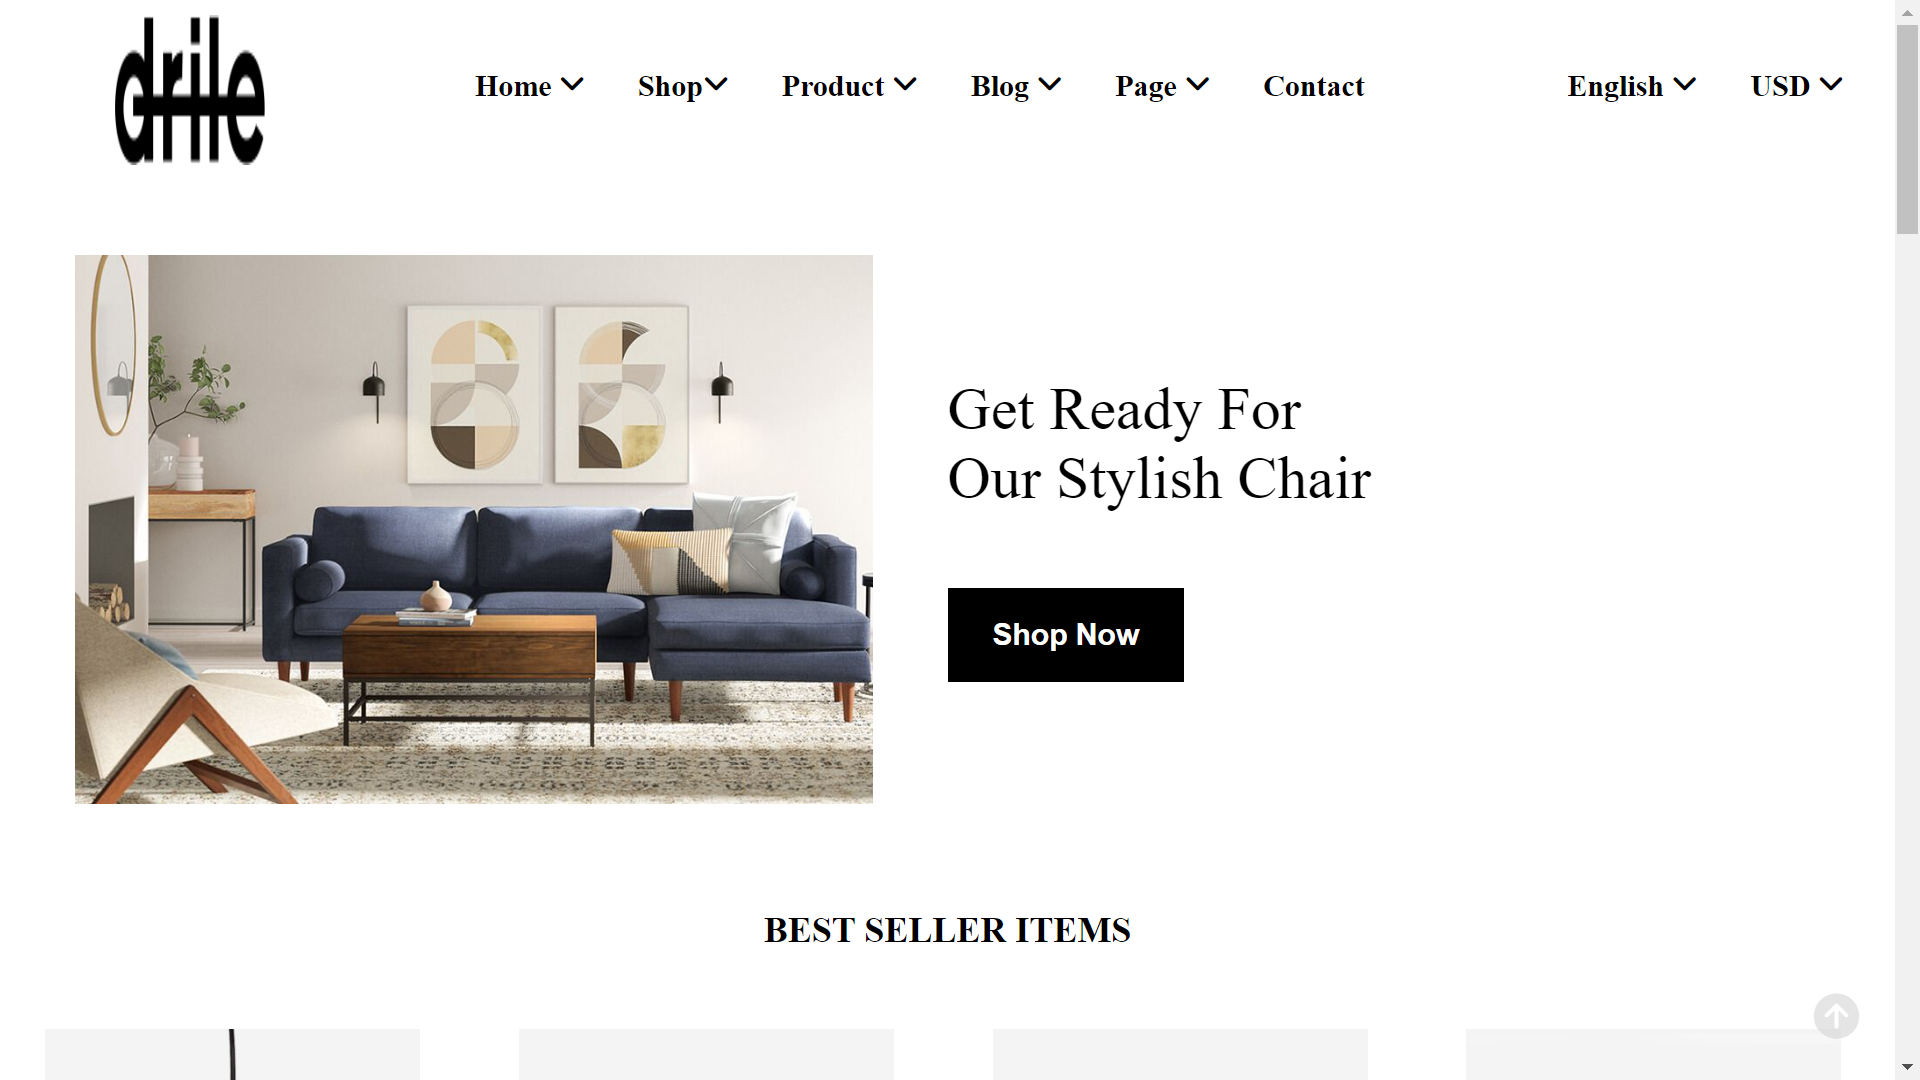 drile
Home
Shop
Product
Blog
Page
Contact
English
USD
Get Ready For
Our Stylish Chair
Shop Now
BEST SELLER ITEMS